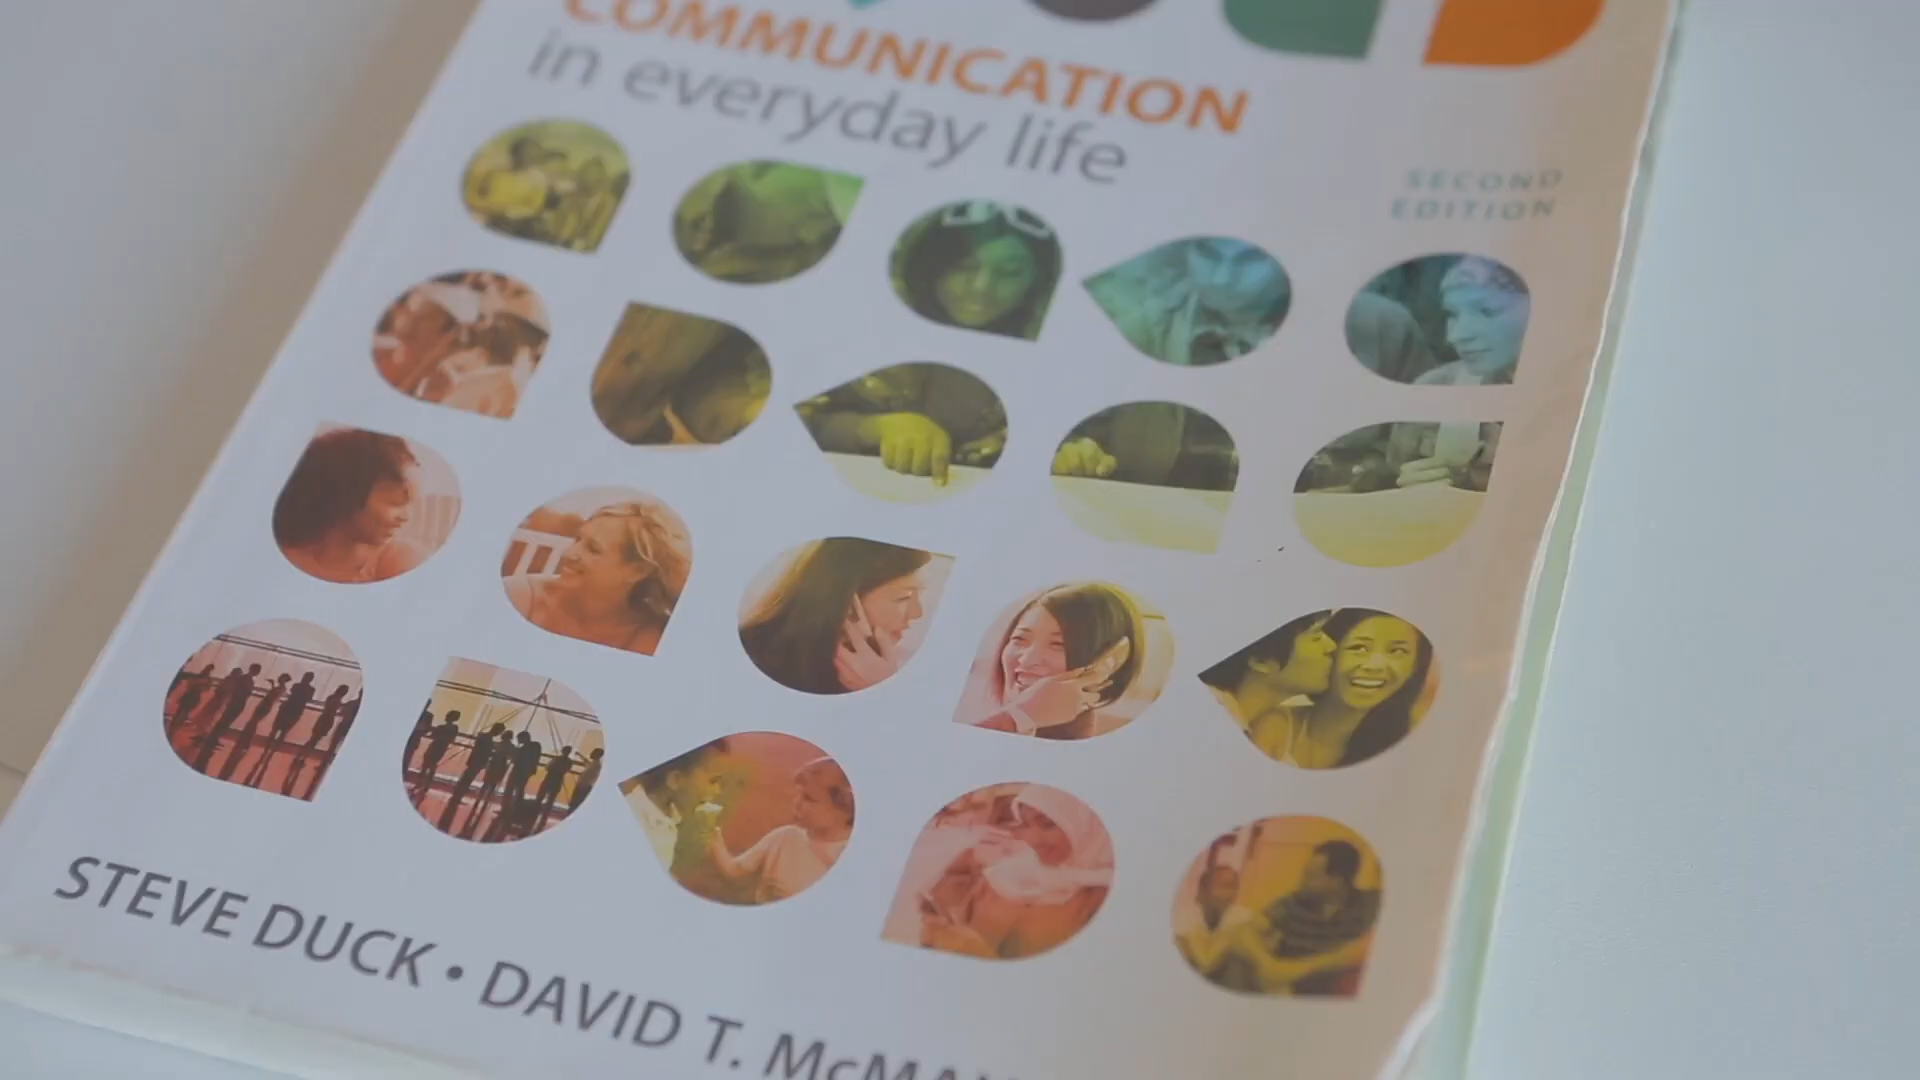 COMMUNICATION
in everyday life
SECOND
EDITION
STEVE DUCK • DAVID T.